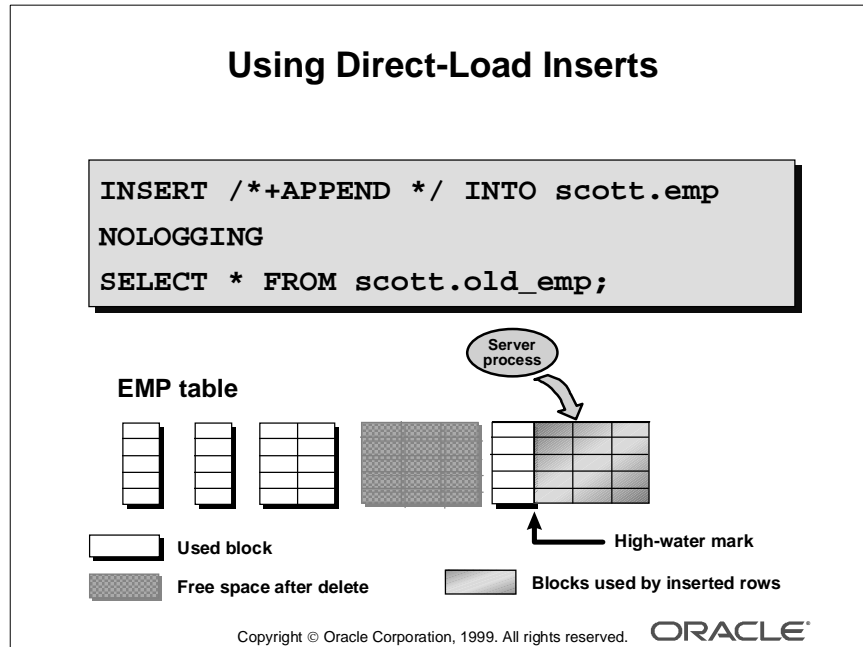 Using Direct-Load Inserts
INSERT /*+APPEND */ INTO scott.emp
NOLOGGING
SELECT * FROM scott.old_emp;
Server
process
EMP table
High-water mark
Used block
Free space after delete
Blocks used by inserted rows
Copyright © Oracle Corporation, 1999. All rights reserved.
ORACLE®